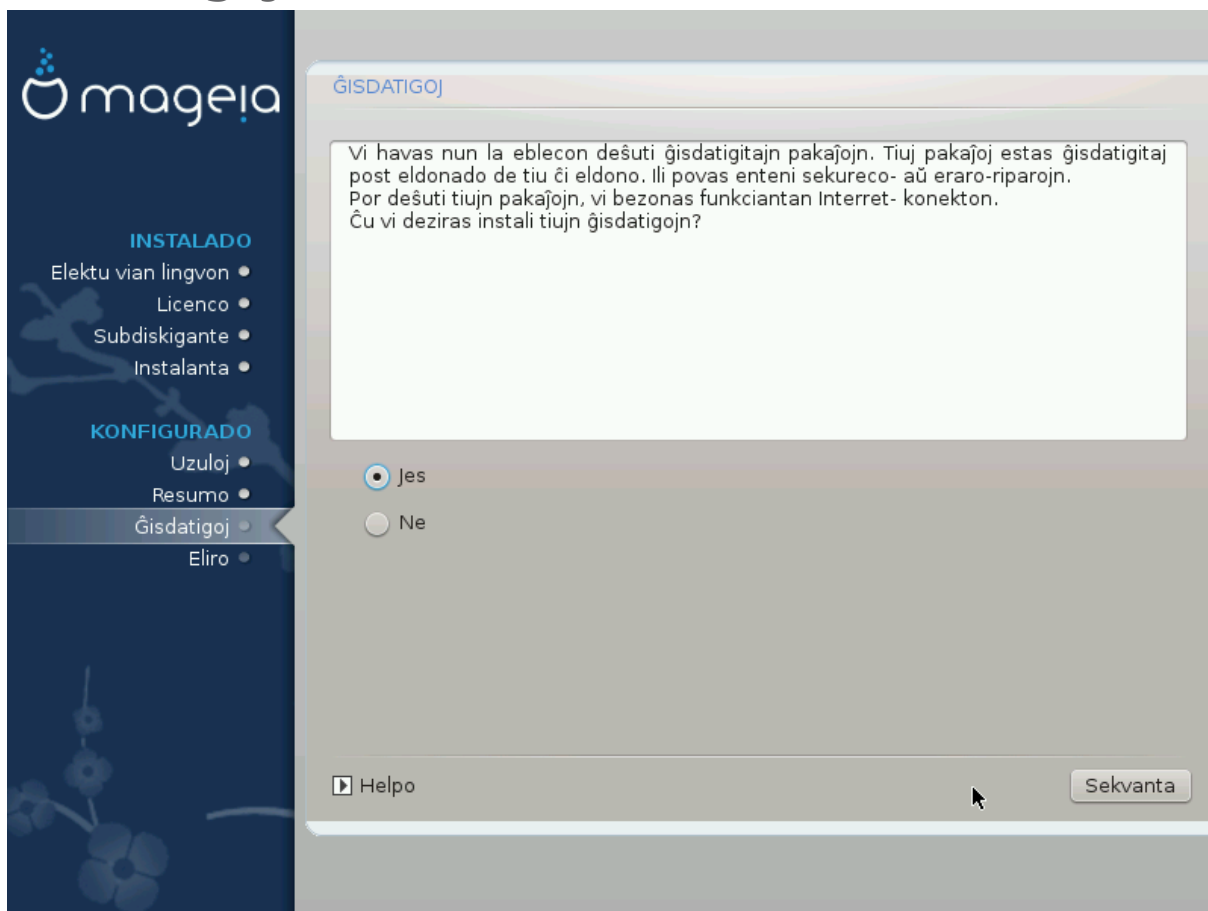 mageia
INSTALADO
Elektu vian lingvon
Licenco
Subdiskigante
Instalanta
KONFIGURADO
Uzuloj
Resumo
Ĝisdatigoj
Eliro
ĜISDATIGOJ
Vi havas nun la eblecon deŝuti ĝisdatigitajn pakaĵojn. Tiuj pakaĵoj estas ĝisdatigitaj
post eldonado de tiu ĉi eldono. Ili povas enteni sekureco- aŭ eraro-riparojn.
Por deŝuti tiujn pakaĵojn, vi bezonas funkciantan Interret- konekton.
Ĉu vi deziras instali tiujn ĝisdatigojn?
Jes
Ne
Helpo
Sekvanta